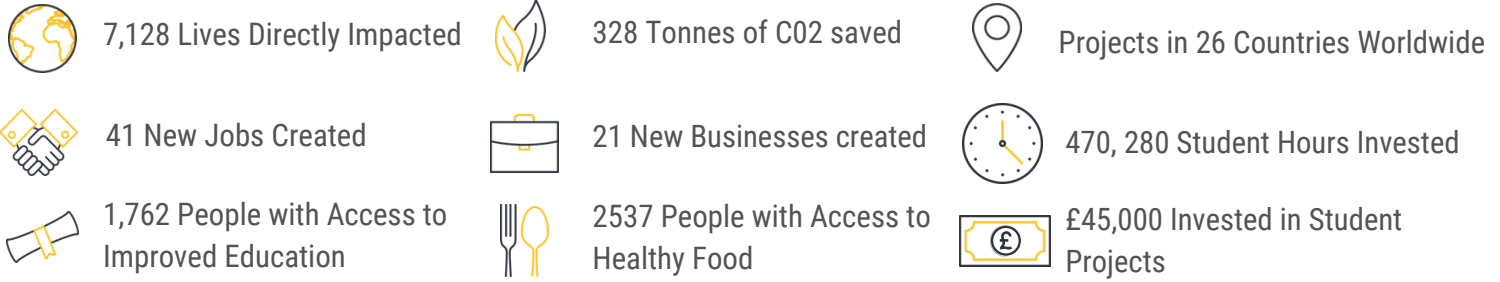 7,128 Lives Directly Impacted
328 Tonnes of C02 saved
Projects in 26 Countries Worldwide
41 New Jobs Created
21 New Businesses created
470, 280 Student Hours Invested
1,762 People with Access to
Improved Education
2537 People with Access to
Healthy Food
£
£45,000 Invested in Student
Projects